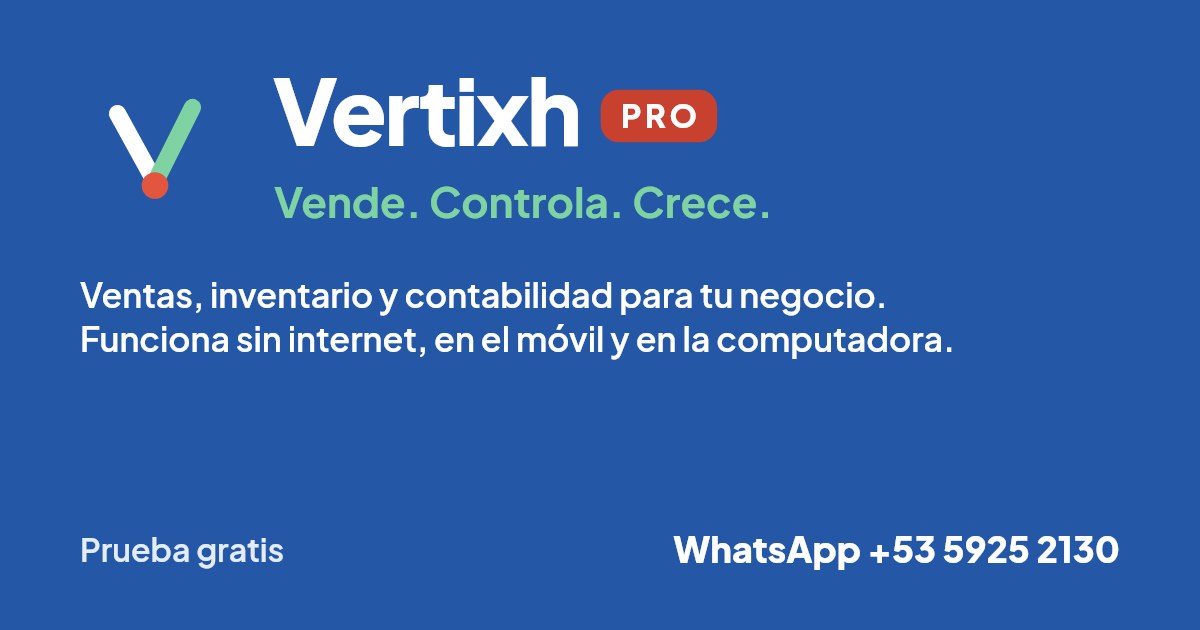 Vertixh PRO
Vende. Controla. Crece.
Ventas, inventario y contabilidad para tu negocio.
Funciona sin internet, en el móvil y en la computadora.
Prueba gratis
WhatsApp +53 5925 2130